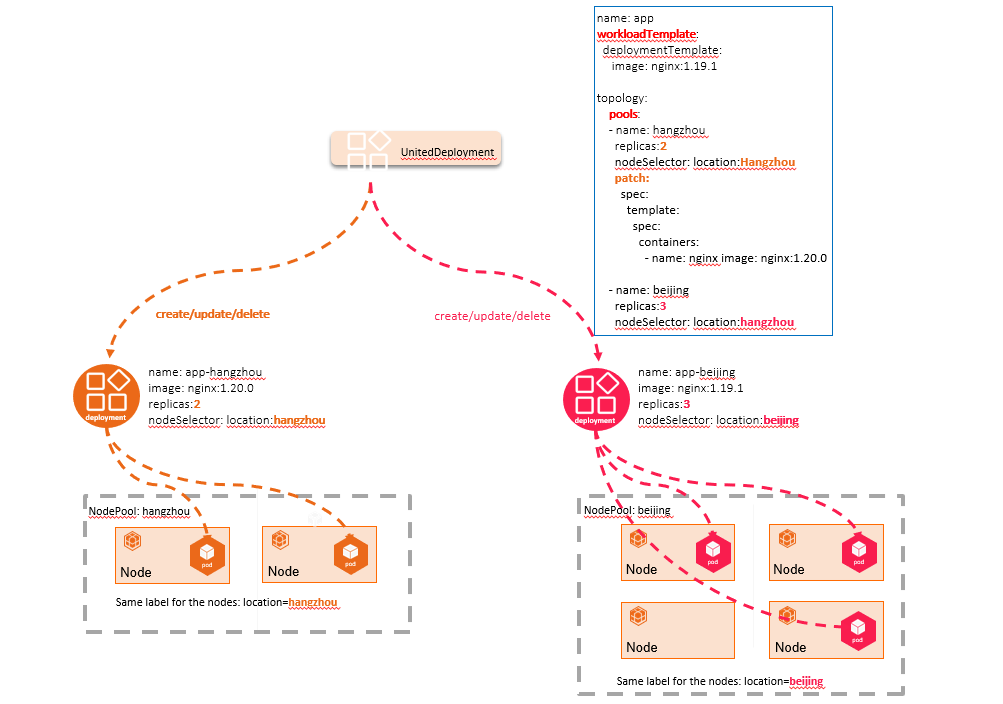 name: app
workloadTemplate:
deploymentTemplate:
image: nginx:1.19.1
topology:
pools:
- name: hangzhou
replicas:2
nodeSelector: location:Hangzhou
patch:
spec:
template:
spec:
containers:
- name: nginx image: nginx:1.20.0
- name: beijing
replicas:3
nodeSelector: location:hangzhou
UnitedDeployment
create/update/delete
create/update/delete
deployment
name: app-hangzhou
image: nginx:1.20.0
replicas:2
nodeSelector: location:hangzhou
deployment
name: app-beijing
image: nginx:1.19.1
replicas:3
nodeSelector: location:beijing
NodePool: hangzhou
Node
pod
Node
pod
Same label for the nodes: location=hangzhou
NodePool: beijing
Node
pod
Node
pod
Node
Node
pod
Same label for the nodes: location=beijing